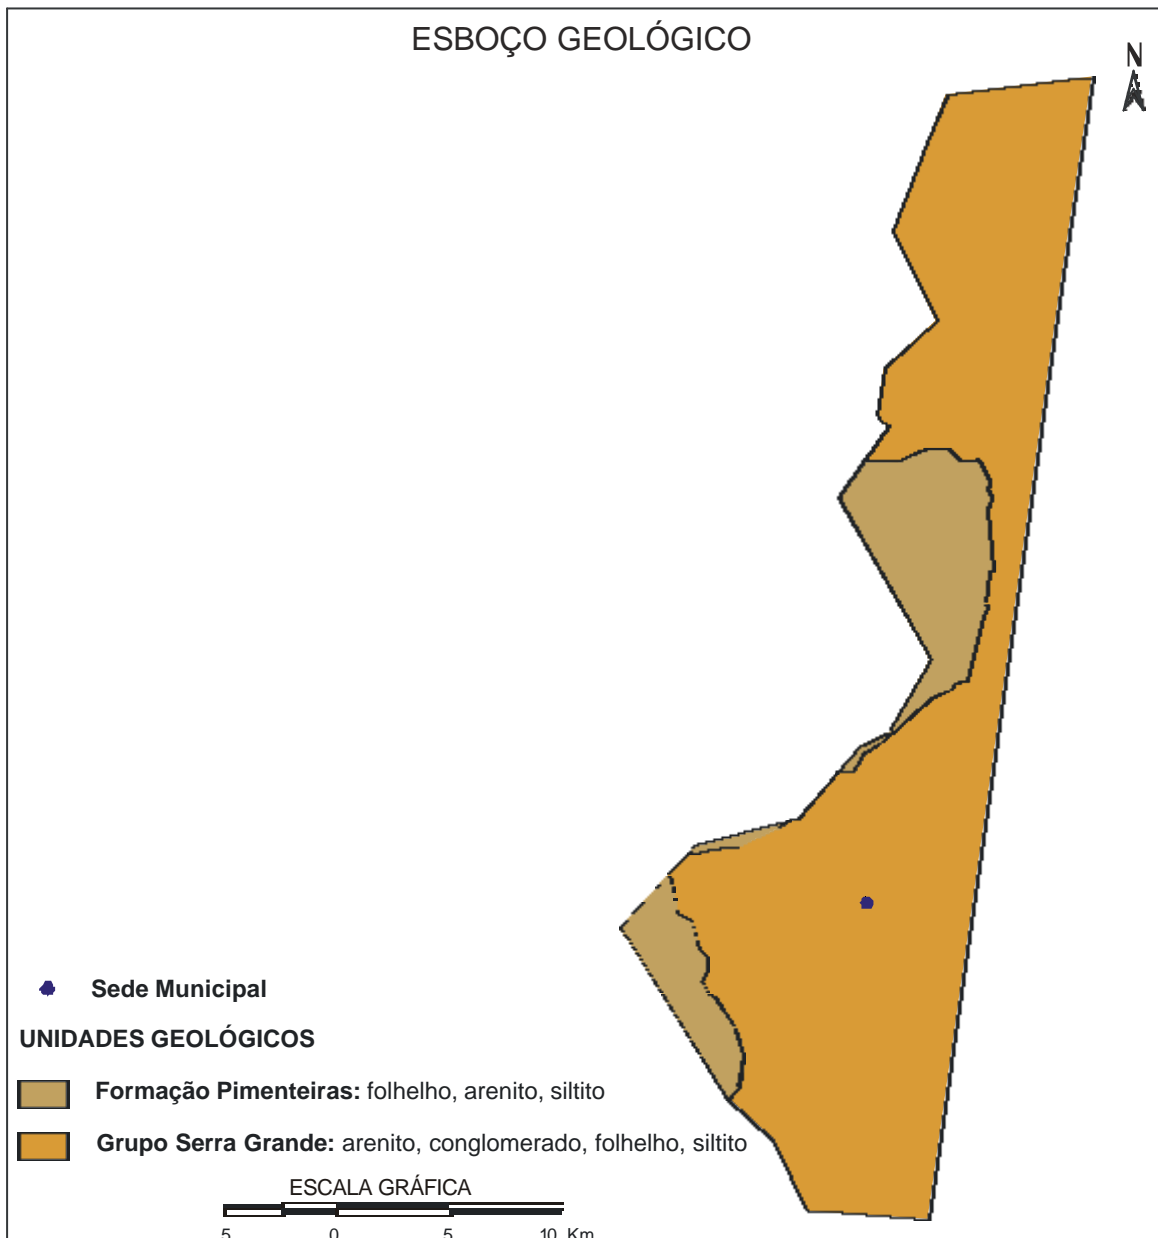 ESBOÇO GEOLÓGICO
N
Sede Municipal
UNIDADES GEOLÓGICOS
Formação Pimenteiras: folhelho, arenito, siltito
Grupo Serra Grande: arenito, conglomerado, folhelho, siltito
ESCALA GRÁFICA
5 0 5 10 Km